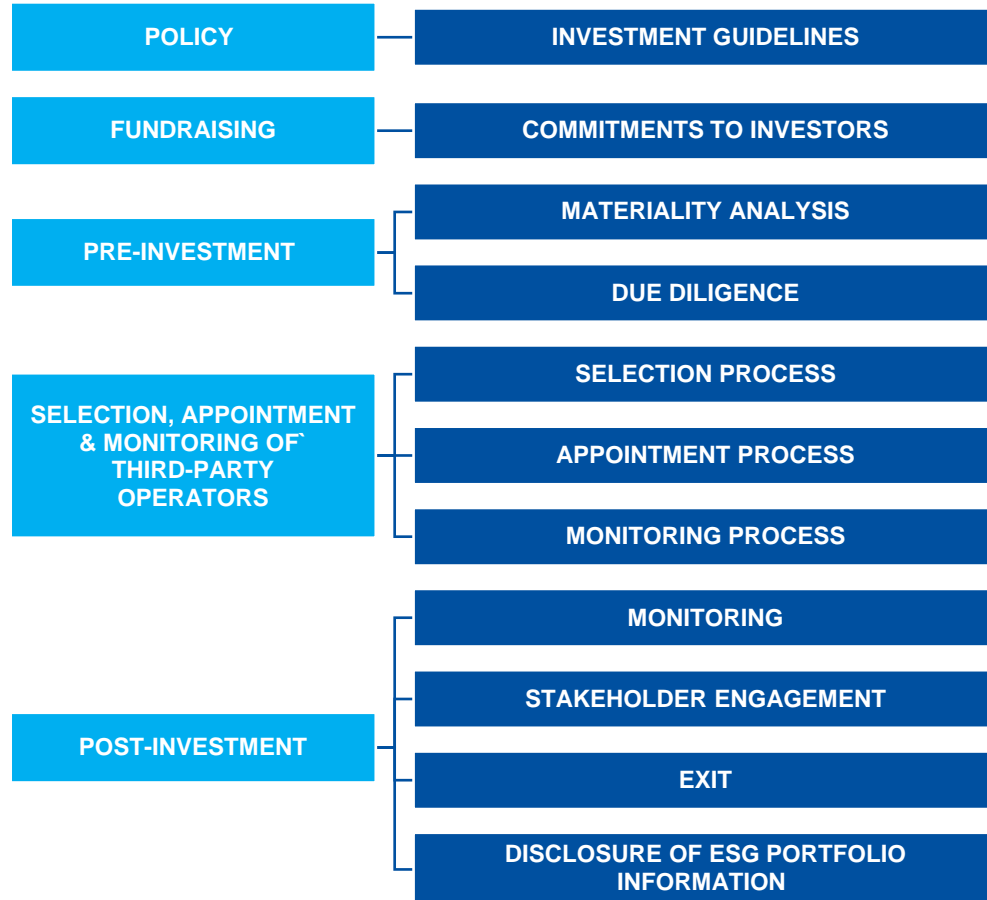 POLICY
INVESTMENT GUIDELINES
FUNDRAISING
COMMITMENTS TO INVESTORS
PRE-INVESTMENT
MATERIALITY ANALYSIS
DUE DILIGENCE
SELECTION, APPOINTMENT
& MONITORING OF`
THIRD-PARTY
OPERATORS
SELECTION PROCESS
APPOINTMENT PROCESS
MONITORING PROCESS
POST-INVESTMENT
MONITORING
STAKEHOLDER ENGAGEMENT
EXIT
DISCLOSURE OF ESG PORTFOLIO
INFORMATION